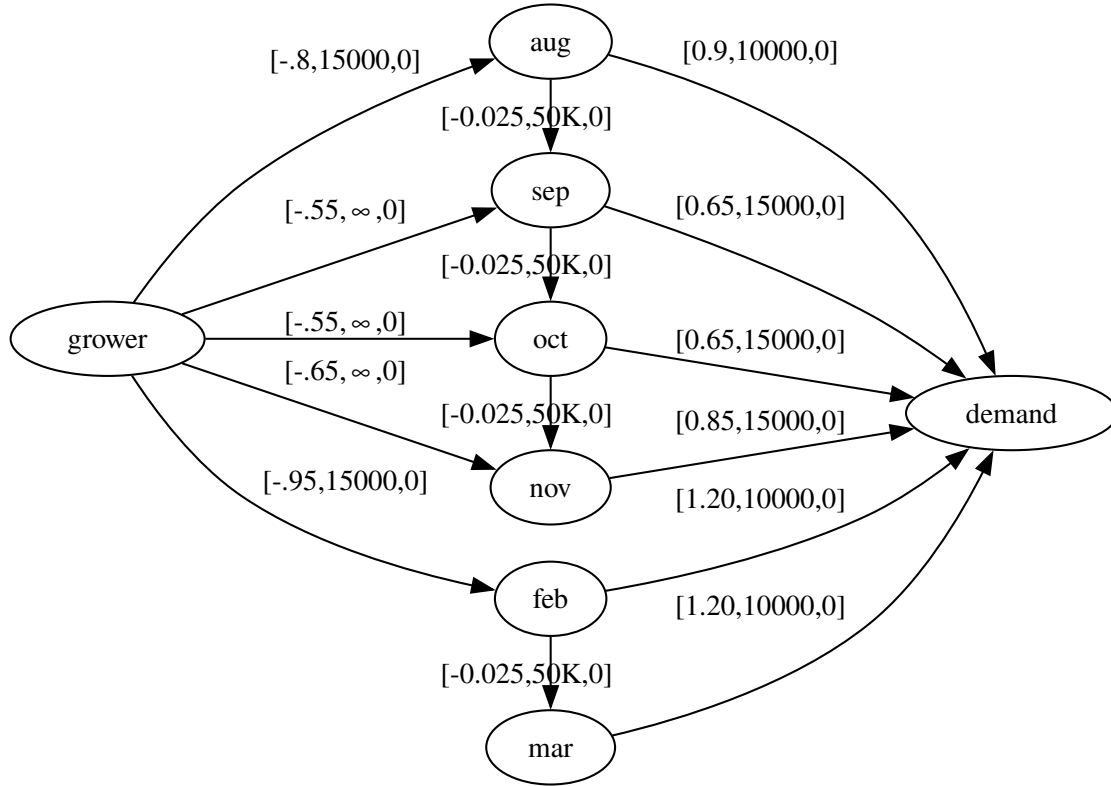 aug
[-.8,15000,0]
[0.9,10000,0]
[-0.025,50K,0]
sep
[-.55,∞,0]
[0.65,15000,0]
[-0.025,50K,0]
grower
[-.55,∞,0]
oct
[0.65,15000,0]
[-.65,∞,0]
[-0.025,50K,0]
demand
[0.85,15000,0]
[-.95,15000,0]
nov
[1.20,10000,0]
feb
[1.20,10000,0]
[-0.025,50K,0]
mar